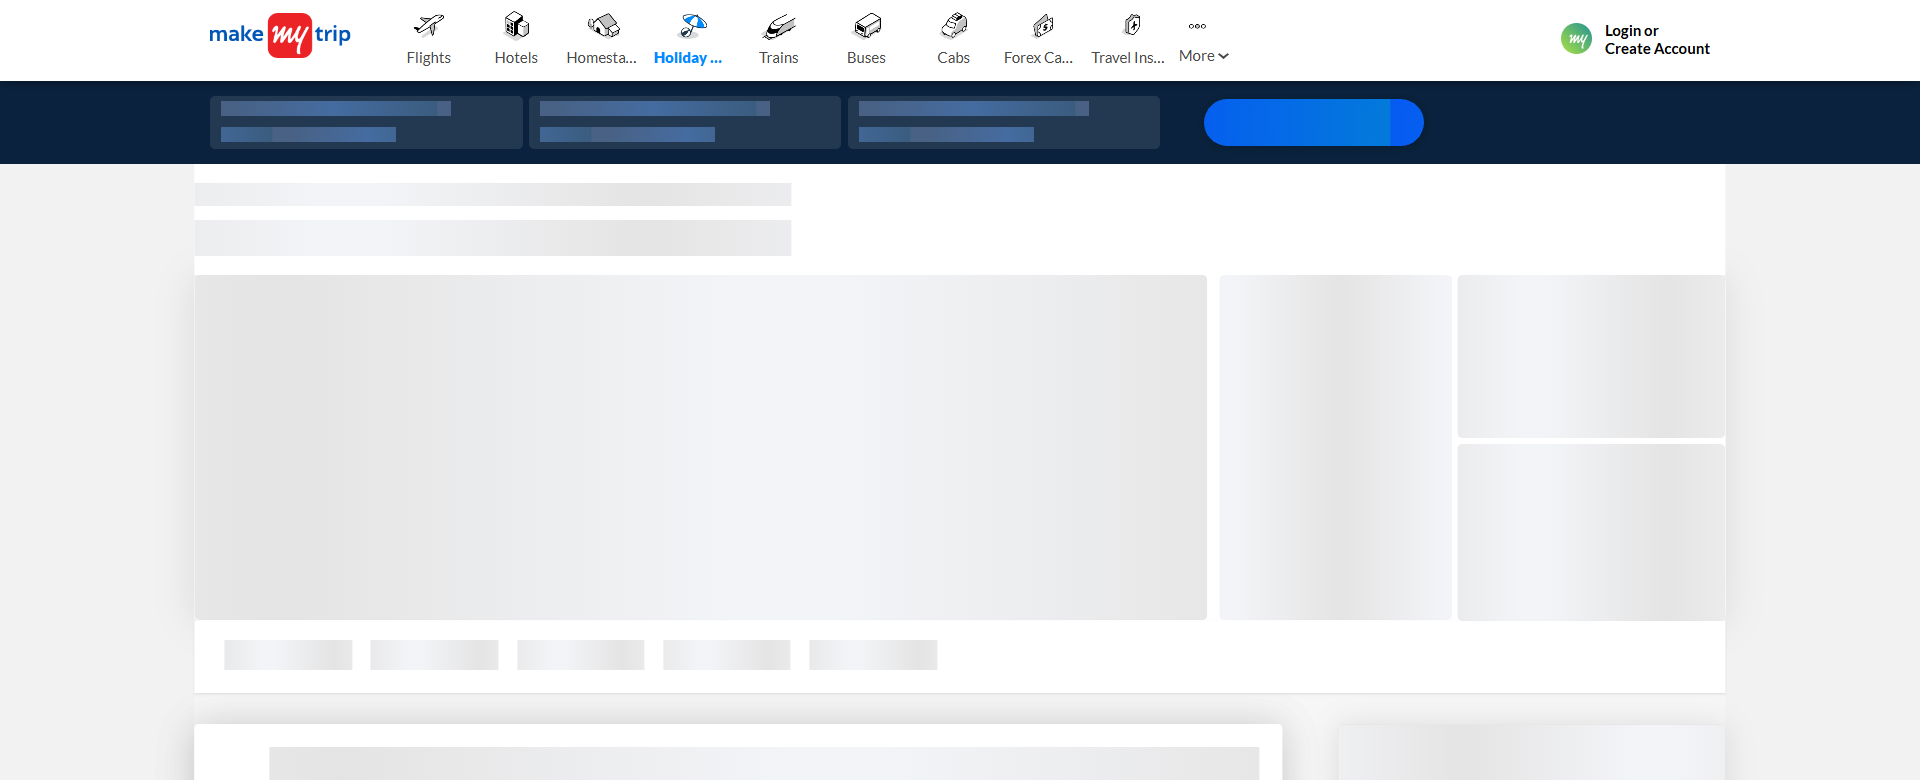 make my trip
Flights
Hotels
Homesta...
Holiday ...
Trains
Buses
Cabs
Forex Ca...
Travel Ins...
More
my
Login or
Create Account